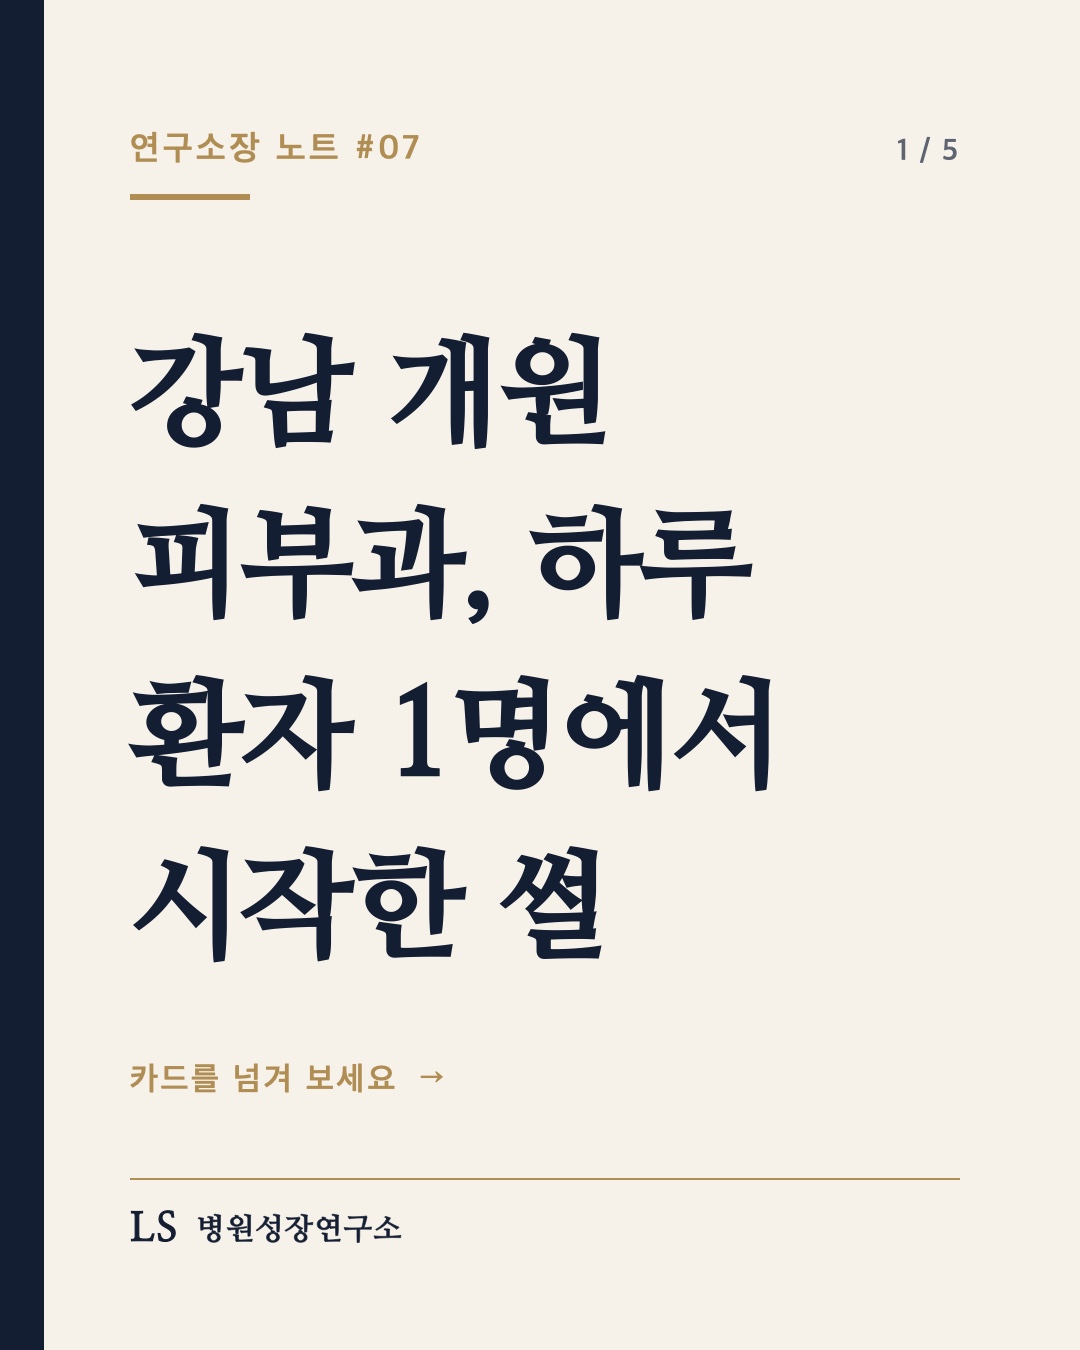 연구소장 노트 #07
1 / 5
강남 개원
피부과, 하루
환자 1명에서
시작한 썰
카드를 넘겨 보세요 →
LS 병원성장연구소